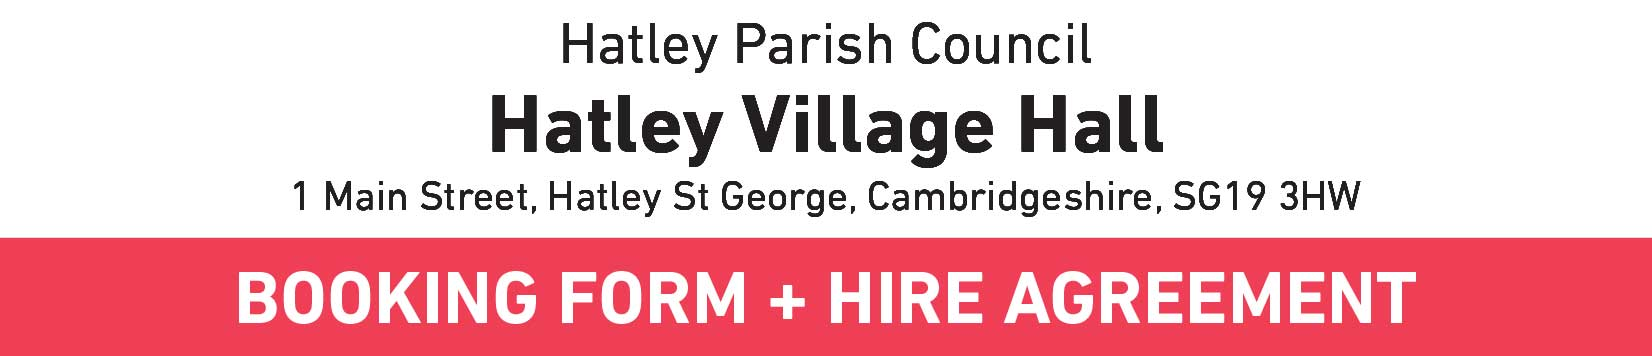 Hatley Parish Council
Hatley Village Hall
1 Main Street, Hatley St George, Cambridgeshire, SG19 3HW
BOOKING FORM + HIRE AGREEMENT